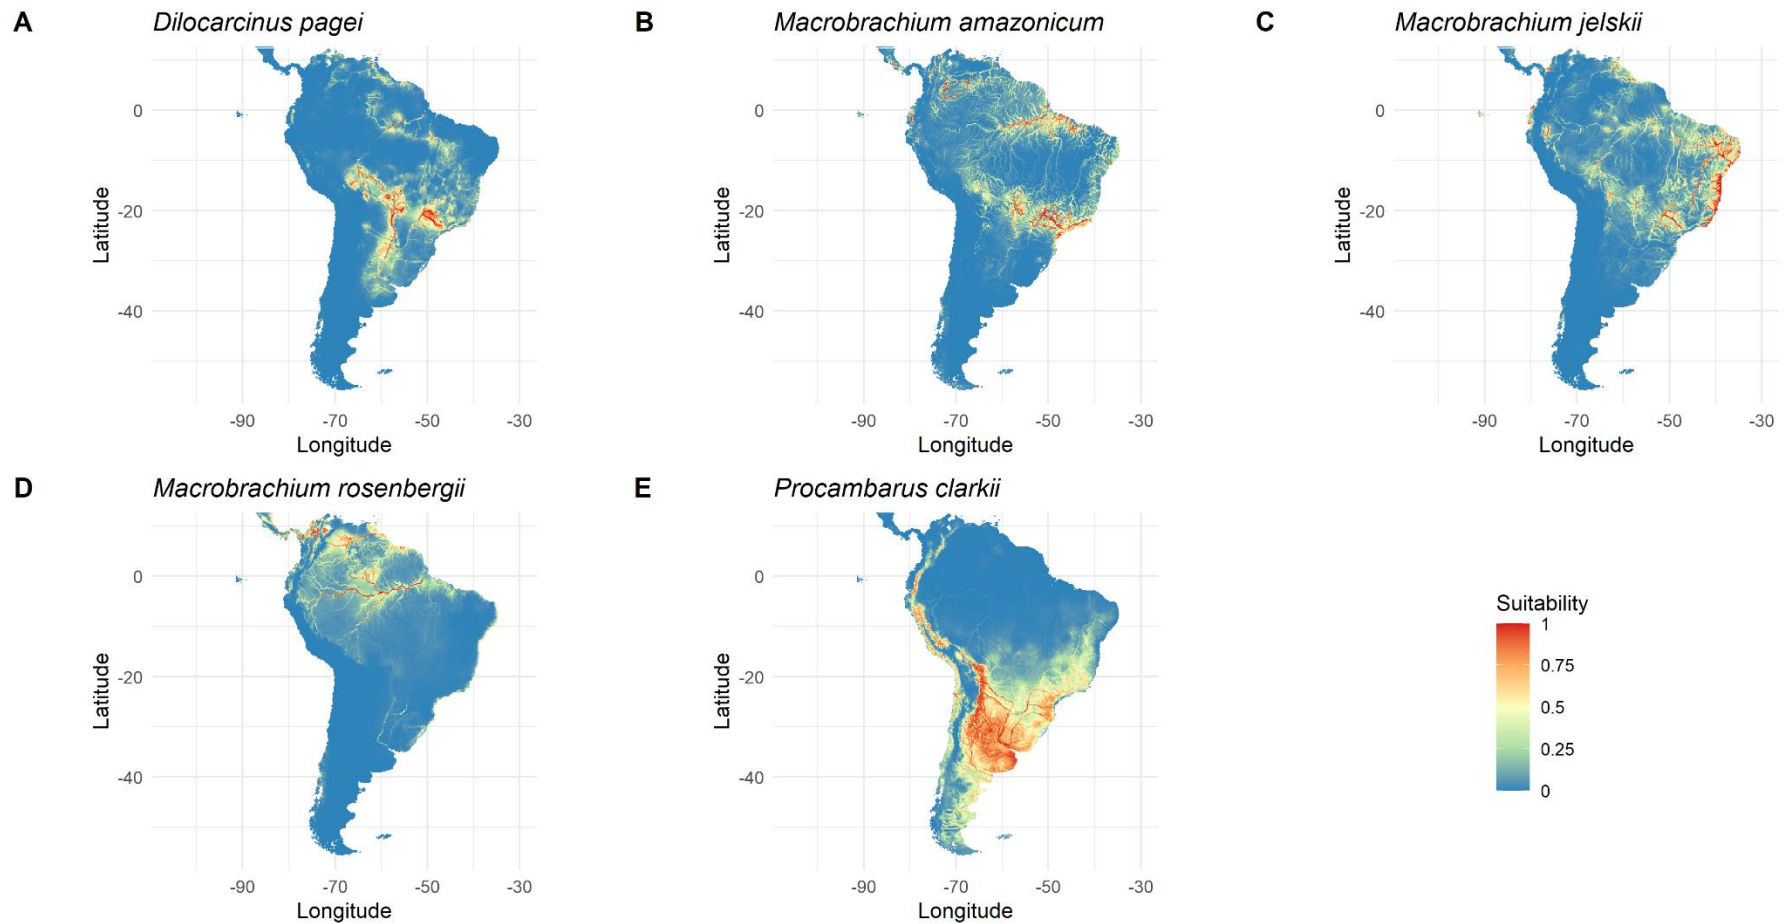 A
Dilocarcinus pagei
B
Macrobrachium amazonicum
C
Macrobrachium jelskii
0
-20
-40
Latitude
-90
-70
-50
-30
Longitude
0
-20
-40
Latitude
-90
-70
-50
-30
Longitude
0
-20
-40
Latitude
-90
-70
-50
-30
Longitude
D
Macrobrachium rosenbergii
E
Procambarus clarkii
0
-20
-40
Latitude
-90
-70
-50
-30
Longitude
0
-20
-40
Latitude
-90
-70
-50
-30
Longitude
Suitability
1
0.75
0.5
0.25
0